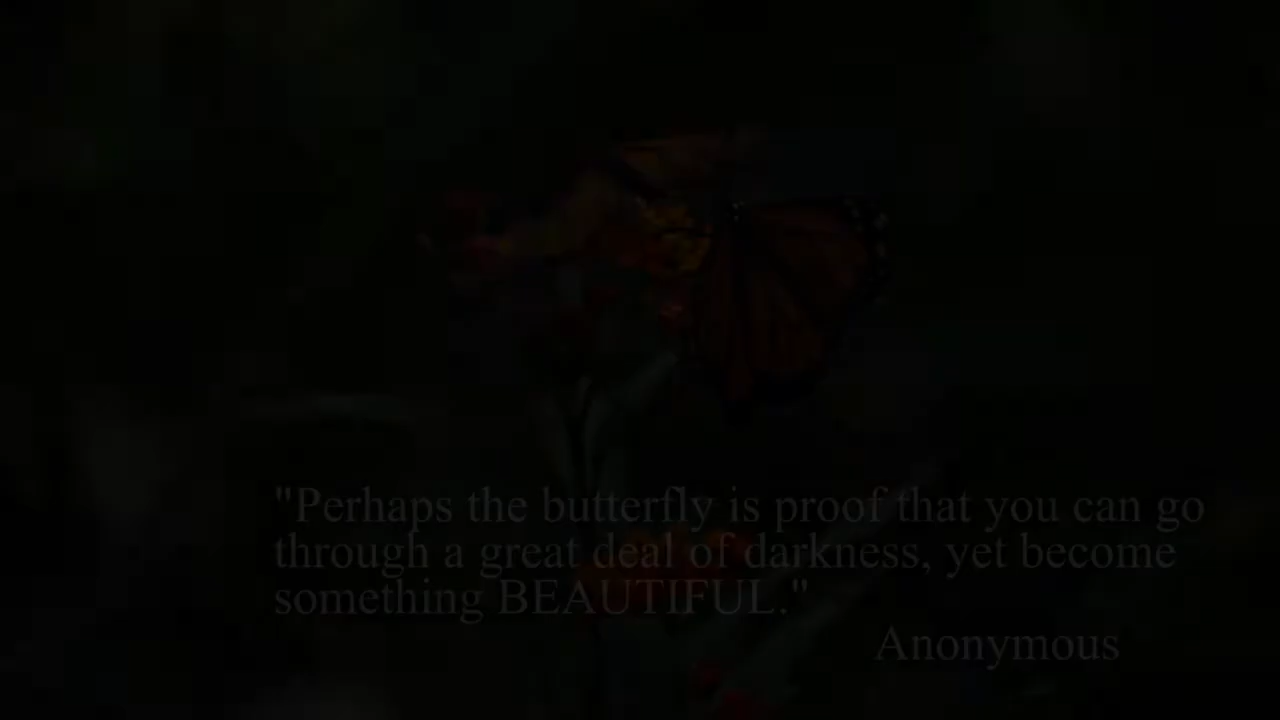 "Perhaps the butterfly is proof that you can go
through a great deal of darkness, yet become
something BEAUTIFUL."
Anonymous